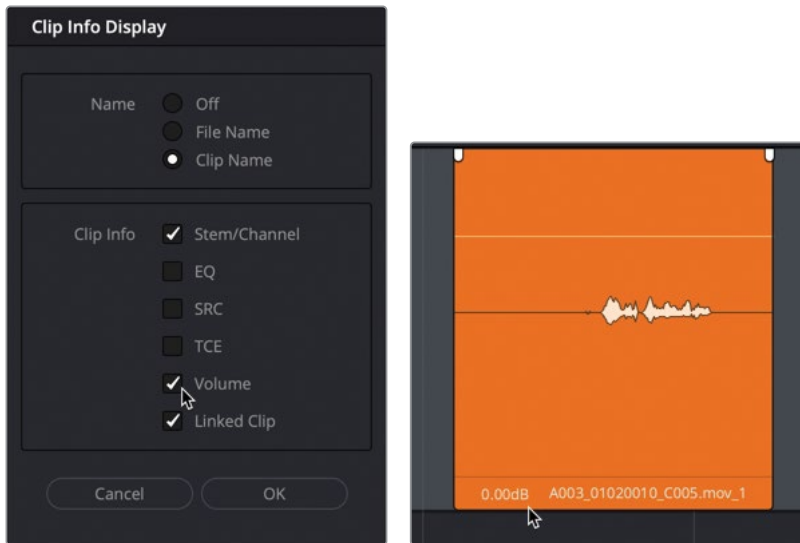 Clip Info Display
Name
Off
File Name
Clip Name
Clip Info
Stem/Channel
EQ
SRC
TCE
Volume
Linked Clip
Cancel
OK
0.00dB A003_01020010_C005.mov_1